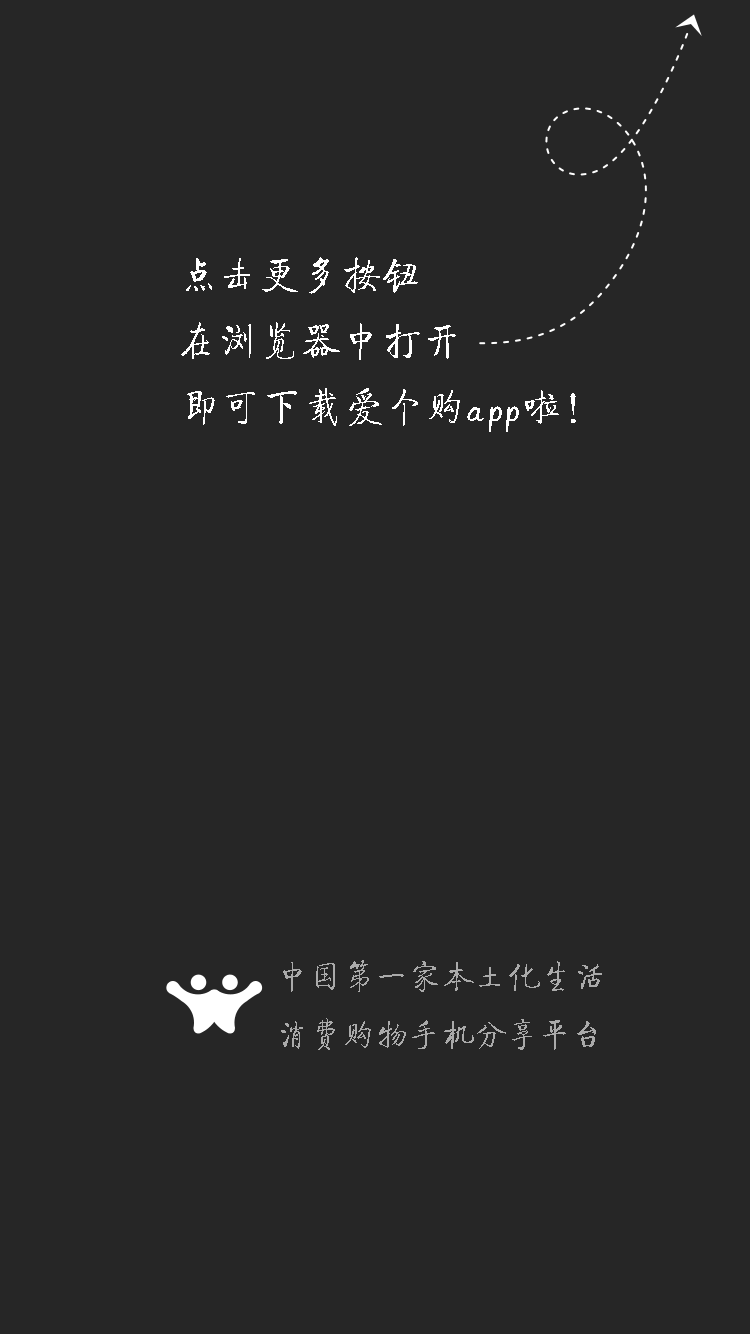 点击更多按钮
在浏览器中打开
即可下载爱个购app啦!
中国第一家本土化生活
消费购物手机分享平台